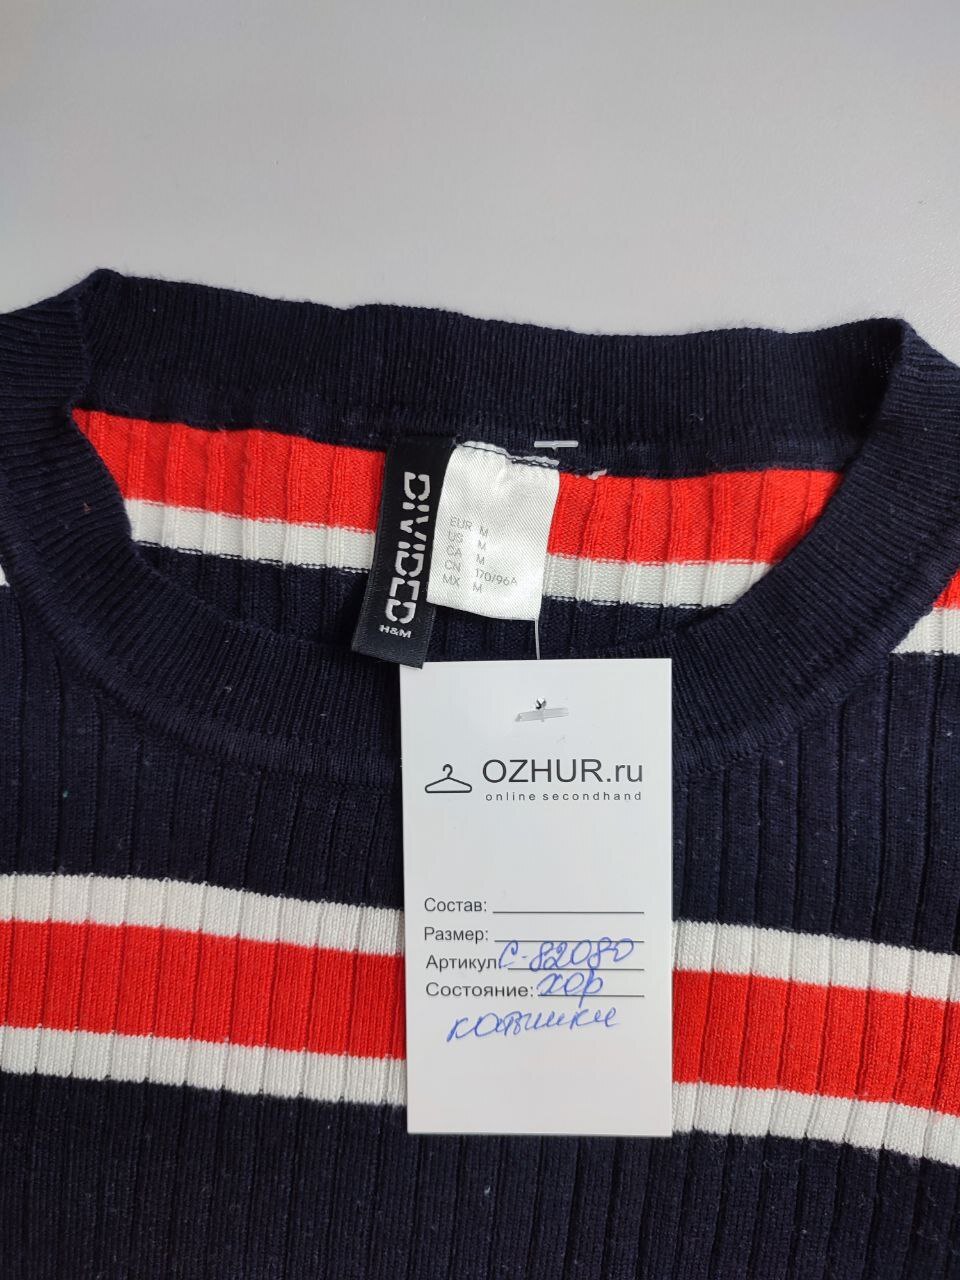 DIVIDED
H&M
EUR M
US M
CA M
CN 170/96A
MX M
OZHUR.ru
online secondhand
Состав:
Размер:
Артикул: С-82080
Состояние: хор
катышки